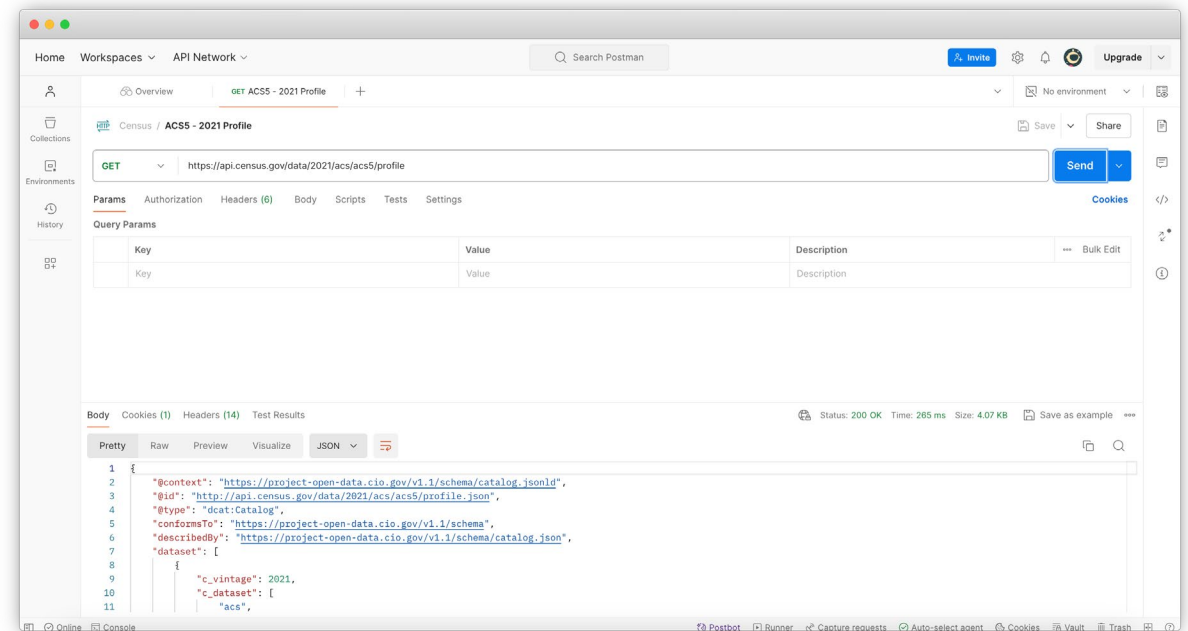 Home Workspaces API Network Search Postman Invite Upgrade
Overview GET ACS5 - 2021 Profile No environment
Collections
HTTP Census / ACS5 - 2021 Profile Save Share
GET https://api.census.gov/data/2021/acs/acs5/profile Send
Environments
Params Authorization Headers (6) Body Scripts Tests Settings Cookies
History
Query Params
Key Value Description Bulk Edit
Key Value Description
Body Cookies (1) Headers (14) Test Results Status: 200 OK Time: 265 ms Size: 4.07 KB Save as example
Pretty Raw Preview Visualize JSON
1 {
2 "@context": "https://project-open-data.cio.gov/v1.1/schema/catalog.jsonld",
3 "@id": "http://api.census.gov/data/2021/acs/acs5/profile.json",
4 "@type": "dcat:Catalog",
5 "conformsTo": "https://project-open-data.cio.gov/v1.1/schema",
6 "describedBy": "https://project-open-data.cio.gov/v1.1/schema/catalog.json",
7 "dataset": [
8 {
9 "c_vintage": 2021,
10 "c_dataset": [
11 "acs",
Online Console Postbot Runner Capture requests Auto-select agent Cookies Vault Trash